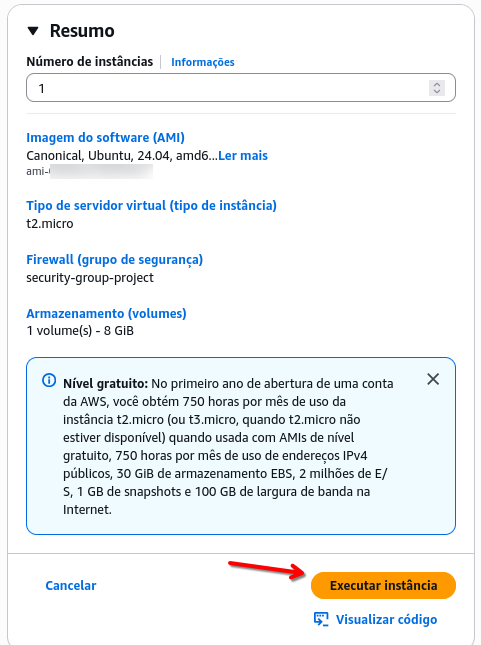 Resumo
Número de instâncias Informações
1
Imagem do software (AMI)
Canonical, Ubuntu, 24.04, amd6...Ler mais
ami-
Tipo de servidor virtual (tipo de instância)
t2.micro
Firewall (grupo de segurança)
security-group-project
Armazenamento (volumes)
1 volume(s) - 8 GiB
Nível gratuito: No primeiro ano de abertura de uma conta
da AWS, você obtém 750 horas por mês de uso da
instância t2.micro (ou t3.micro, quando t2.micro não
estiver disponível) quando usada com AMIs de nível
gratuito, 750 horas por mês de uso de endereços IPv4
públicos, 30 GiB de armazenamento EBS, 2 milhões de E/
S, 1 GB de snapshots e 100 GB de largura de banda na
Internet.
Cancelar
Executar instância
Visualizar código